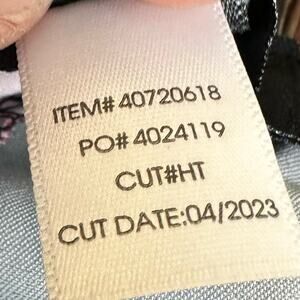 ITEM# 40720618
PO# 4024119
CUT#HT
CUT DATE:04/2023